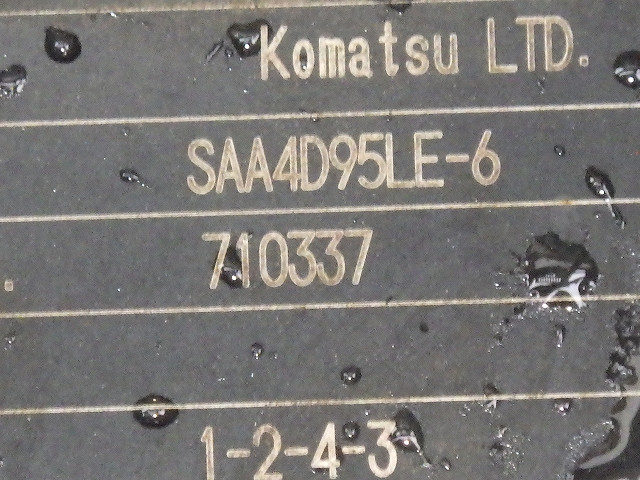 Komatsu LTD.
SAA4D95LE-6
710337
1-2-4-3